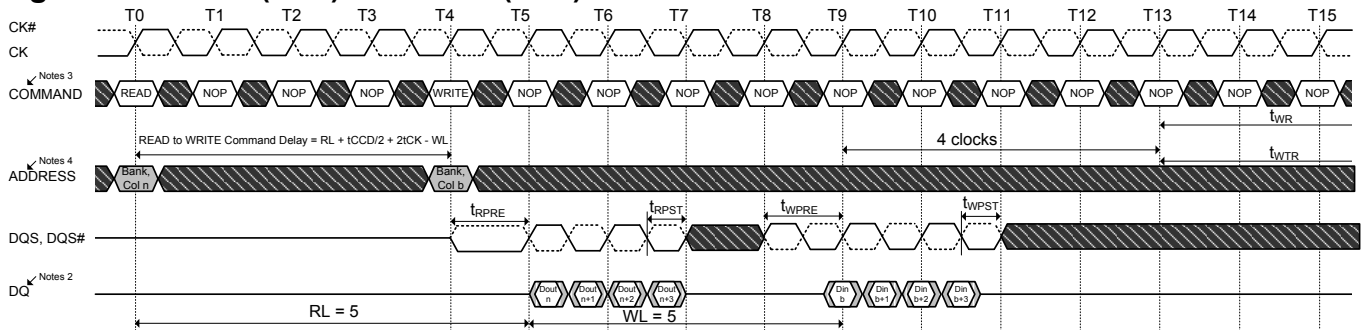 T0 T1 T2 T3 T4 T5 T6 T7 T8 T9 T10 T11 T12 T13 T14 T15
CK#
CK
Notes 3
COMMAND READ NOP NOP NOP WRITE NOP NOP NOP NOP NOP NOP NOP NOP NOP NOP NOP
tWR
READ to WRITE Command Delay = RL + tCCD/2 + 2tCK - WL
4 clocks
tWTR
Notes 4
ADDRESS Bank, Col n Bank, Col b
tRPRE tRPST tWPRE tWPST
DQS, DQS#
Notes 2
DQ Dout n Dout n+1 Dout n+2 Dout n+3 Din b Din b+1 Din b+2 Din b+3
RL = 5 WL = 5